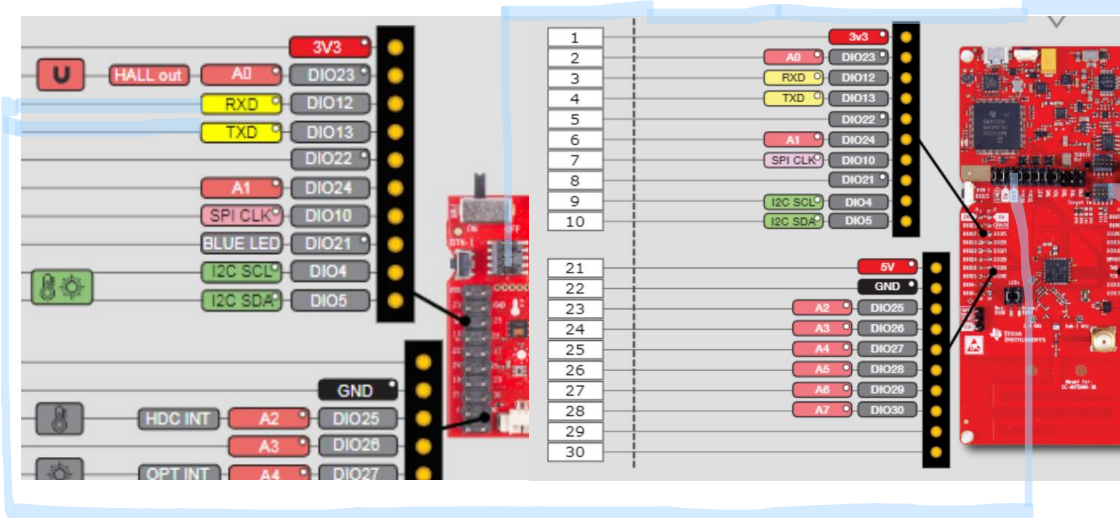 3V3
HALL out A0 DIO23
RXD DIO12
TXD DIO13
DIO22
A1 DIO24
SPI CLK DIO10
BLUE LED DIO21
I2C SCL DIO4
I2C SDA DIO5
GND
HDC INT A2 DIO25
A3 DIO26
OPT INT A4 DIO27
ON OFF
BTN-1
1 3v3
2 A0 DIO23
3 RXD DIO12
4 TXD DIO13
5 DIO22
6 A1 DIO24
7 SPI CLK DIO10
8 DIO21
9 I2C SCL DIO4
10 I2C SDA DIO5
21 5V
22 GND
23 A2 DIO25
24 A3 DIO26
25 A4 DIO27
26 A5 DIO28
27 A6 DIO29
28 A7 DIO30
29
30
TEXAS
INSTRUMENTS